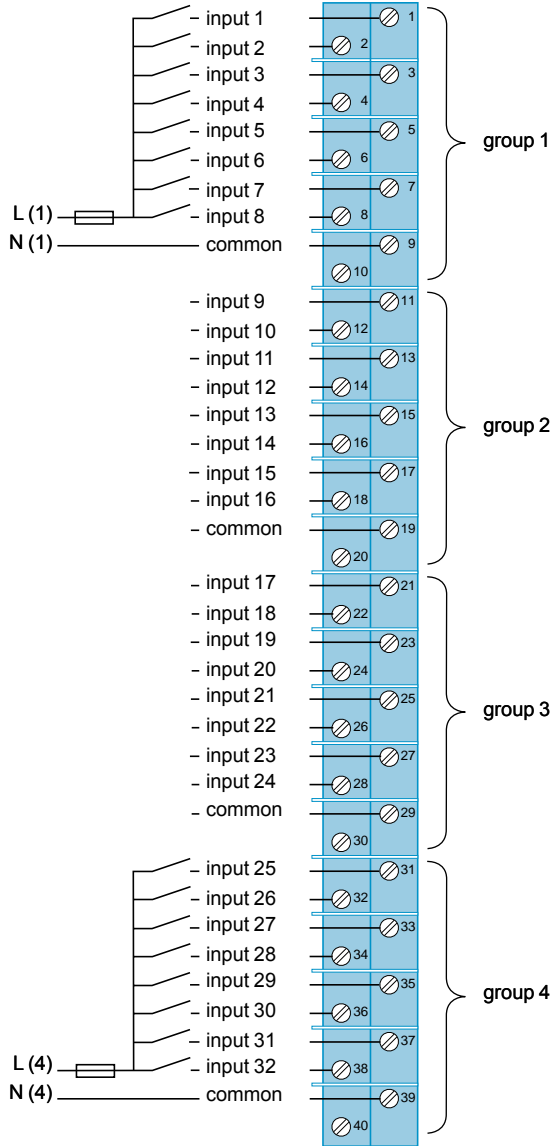 input 1 1
input 2 2
input 3 3
input 4 4
input 5 5
group 1
input 6 6
input 7 7
L (1) input 8 8
N (1) common 9
10
input 9 11
input 10 12
input 11 13
input 12 14
input 13 15
group 2
input 14 16
input 15 17
input 16 18
common 19
20
input 17 21
input 18 22
input 19 23
input 20 24
input 21 25
group 3
input 22 26
input 23 27
input 24 28
common 29
30
input 25 31
input 26 32
input 27 33
input 28 34
input 29 35
group 4
input 30 36
input 31 37
L (4) input 32 38
N (4) common 39
40